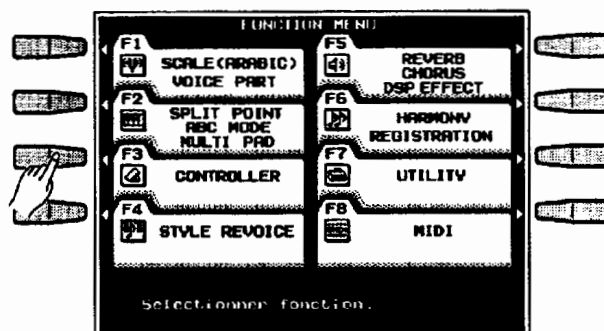 FUNCTION MENU
F1
SCALE(ARABIC)
VOICE PART
F2
SPLIT POINT
ABC MODE
MULTI PAD
F3
CONTROLLER
F4
STYLE REVOICE
F5
REVERB
CHORUS
DSP EFFECT
F6
HARMONY
REGISTRATION
F7
UTILITY
F8
MIDI
Selectionner fonction.